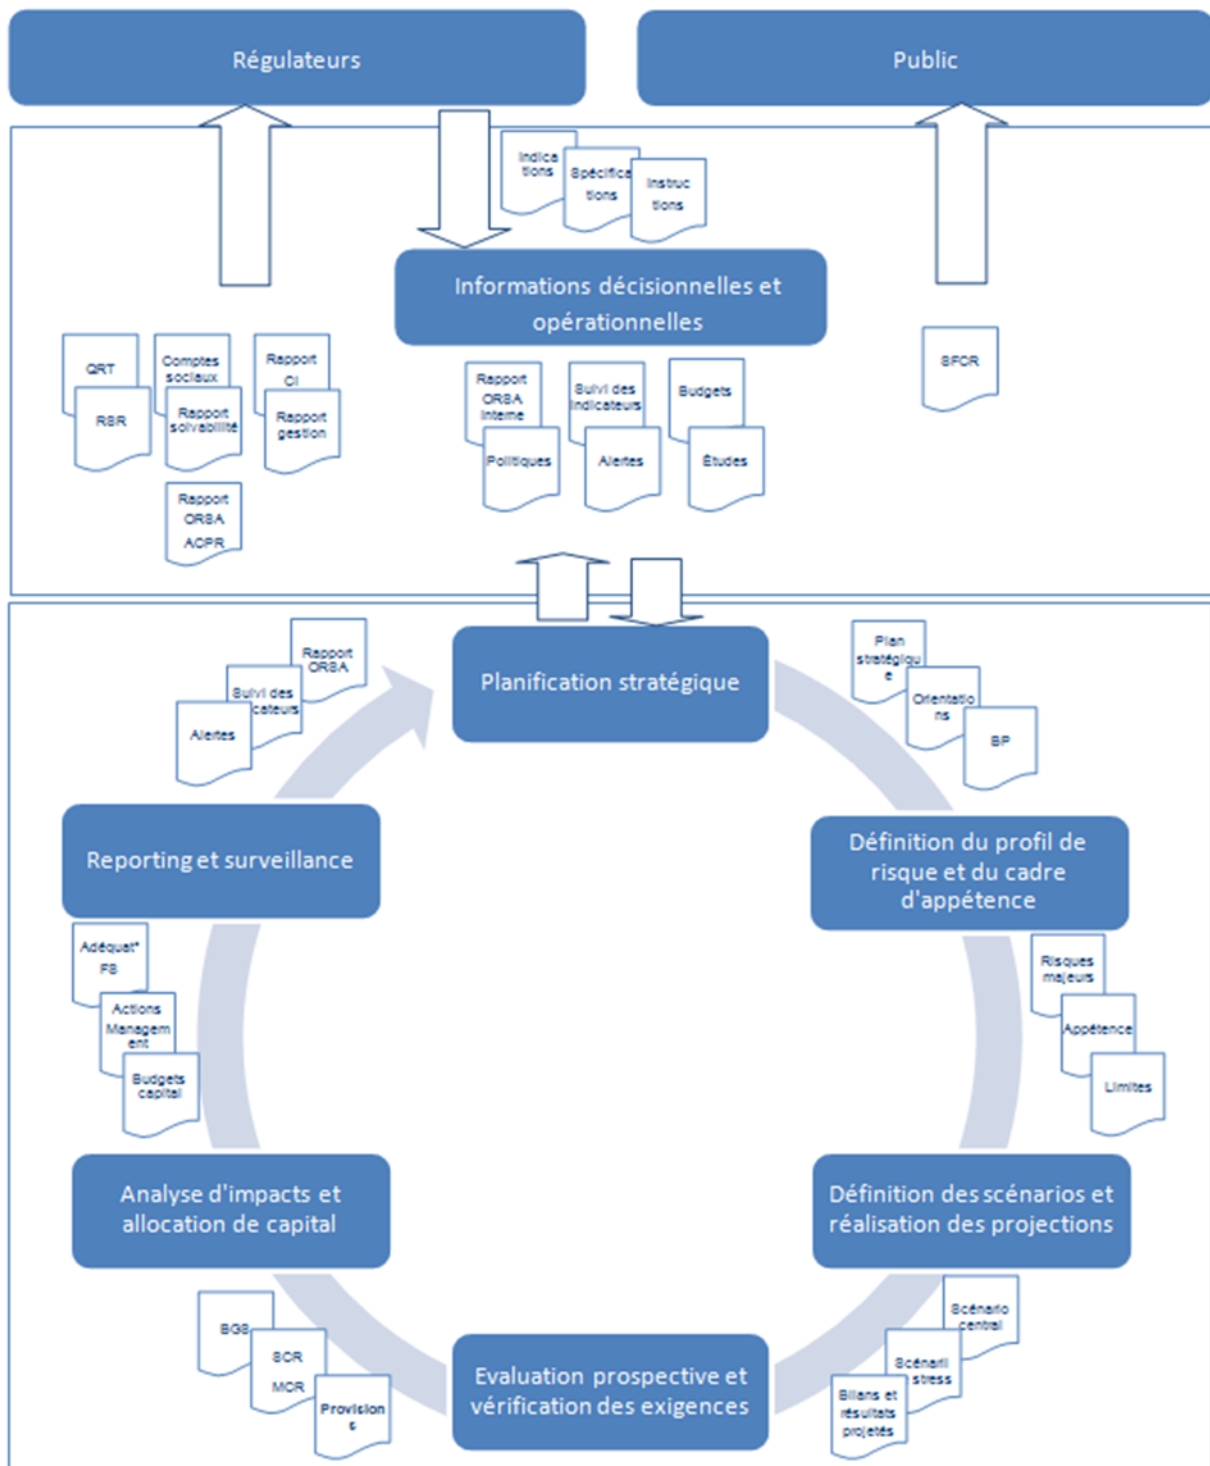 Régulateurs
Public
Indica
tions
Spécifica
tions
Instruc
tions
Informations décisionnelles et
opérationnelles
QRT
RSR
Comptes
sociaux
Rapport
solvabilité
Rapport
CI
Rapport
gestion
Rapport
ORSA
ACPR
Rapport
ORSA
Interne
Politiques
Suivi des
indicateurs
Alertes
Budgets
Études
SFCR
Planification stratégique
Rapport
ORSA
Suivi des
cateurs
Alertes
Plan
stratégiqu
e
Orientatio
ns
BP
Reporting et surveillance
Définition du profil de
risque et du cadre
d'appétence
Adéquat°
FS
Actions
Managem
ent
Budgets
capital
Risques
majeurs
Appétence
Limites
Analyse d'impacts et
allocation de capital
Définition des scénarios et
réalisation des projections
BGS
SCR
MCR
Provision
s
Evaluation prospective et
vérification des exigences
Scénario
central
Scénarii
stress
Bilans et
résultats
projetés